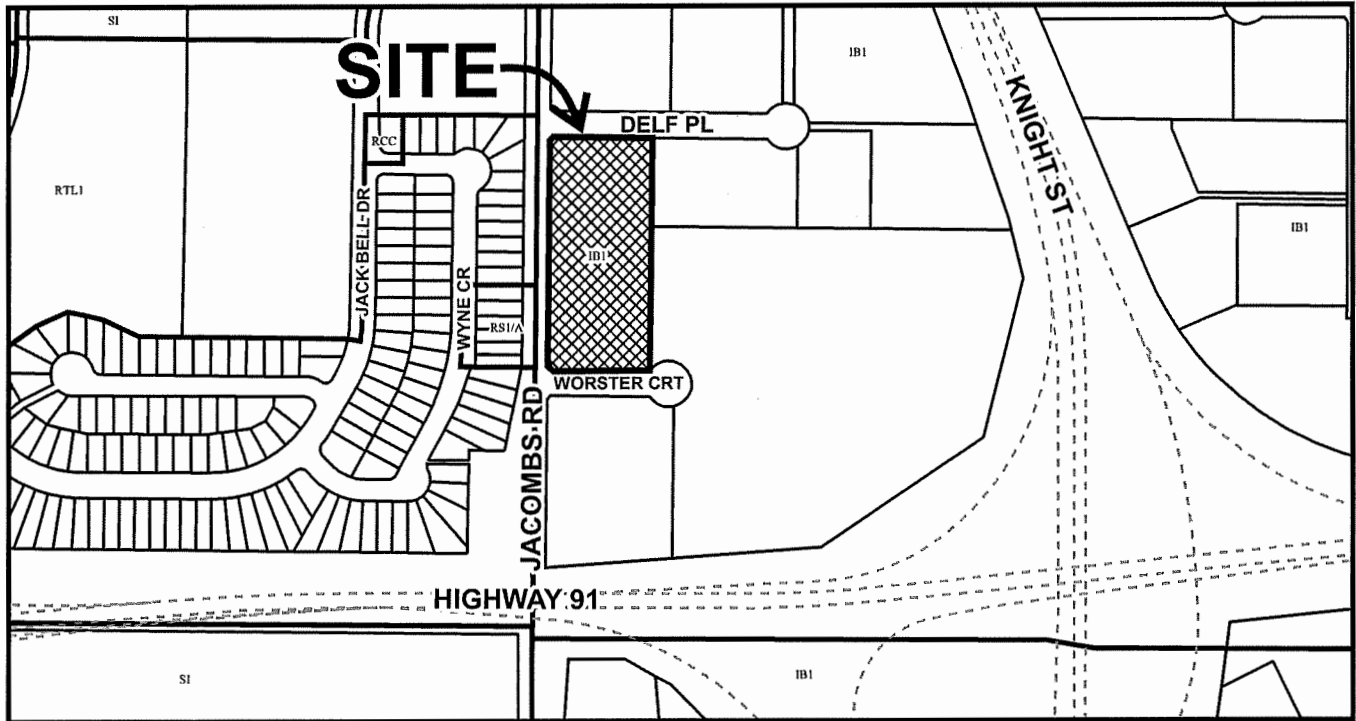 SI
SITE
IB1
DELF PL
KNIGHT ST
RCC
RTL1
JACK BELL DR
IB1
IB1
WYNE CR
RS1/A
WORSTER CRT
JACOMBS RD
HIGHWAY 91
SI
IB1